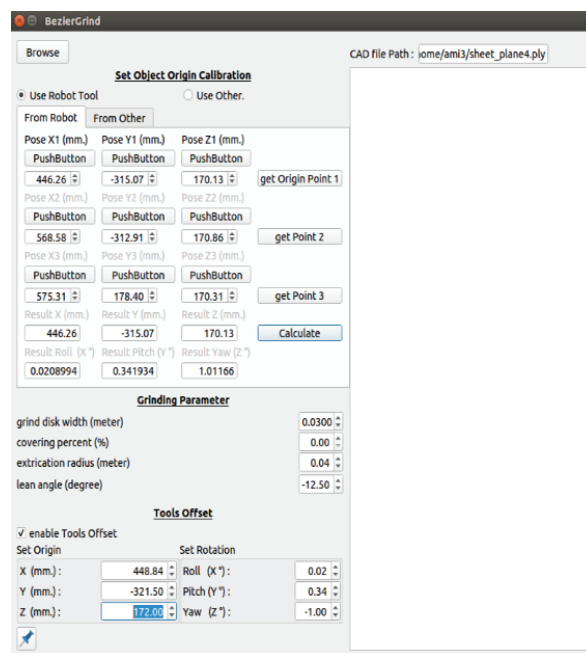 BezierGrind
Browse
CAD file Path : ome/ami3/sheet_plane4.ply
Set Object Origin Calibration
Use Robot Tool Use Other.
From Robot From Other
Pose X1 (mm.) Pose Y1 (mm.) Pose Z1 (mm.)
PushButton PushButton PushButton
446.26 -315.07 170.13 get Origin Point 1
Pose X2 (mm.) Pose Y2 (mm.) Pose Z2 (mm.)
PushButton PushButton PushButton
568.58 -312.91 170.86 get Point 2
Pose X3 (mm.) Pose Y3 (mm.) Pose Z3 (mm.)
PushButton PushButton PushButton
575.31 178.40 170.31 get Point 3
Result X (mm.) Result Y (mm.) Result Z (mm.)
446.26 -315.07 170.13 Calculate
Result Roll (X °) Result Pitch (Y °) Result Yaw (Z °)
0.0208994 0.341934 1.01166
Grinding Parameter
grind disk width (meter) 0.0300
covering percent (%) 0.00
extrication radius (meter) 0.04
lean angle (degree) -12.50
Tools Offset
enable Tools Offset
Set Origin Set Rotation
X (mm.) : 448.84 Roll (X °) : 0.02
Y (mm.) : -321.50 Pitch (Y °) : 0.34
Z (mm.) : 172.00 Yaw (Z °) : -1.00